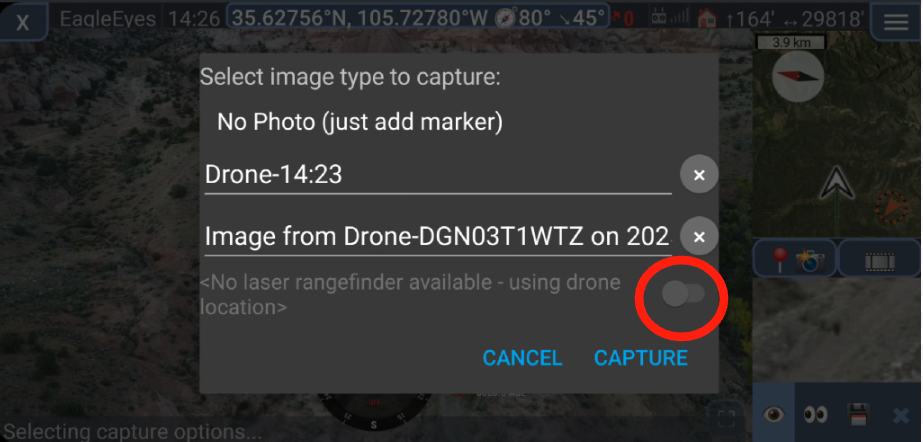 X EagleEyes 14:26 35.62756°N, 105.72780°W 80° ↘45° 0 ↑164' ↔29818'
3.9 km
Select image type to capture:
No Photo (just add marker)
Drone-14:23
×
Image from Drone-DGN03T1WTZ on 202
×
<No laser rangefinder available - using drone
location>
CANCEL CAPTURE
S
Selecting capture options...